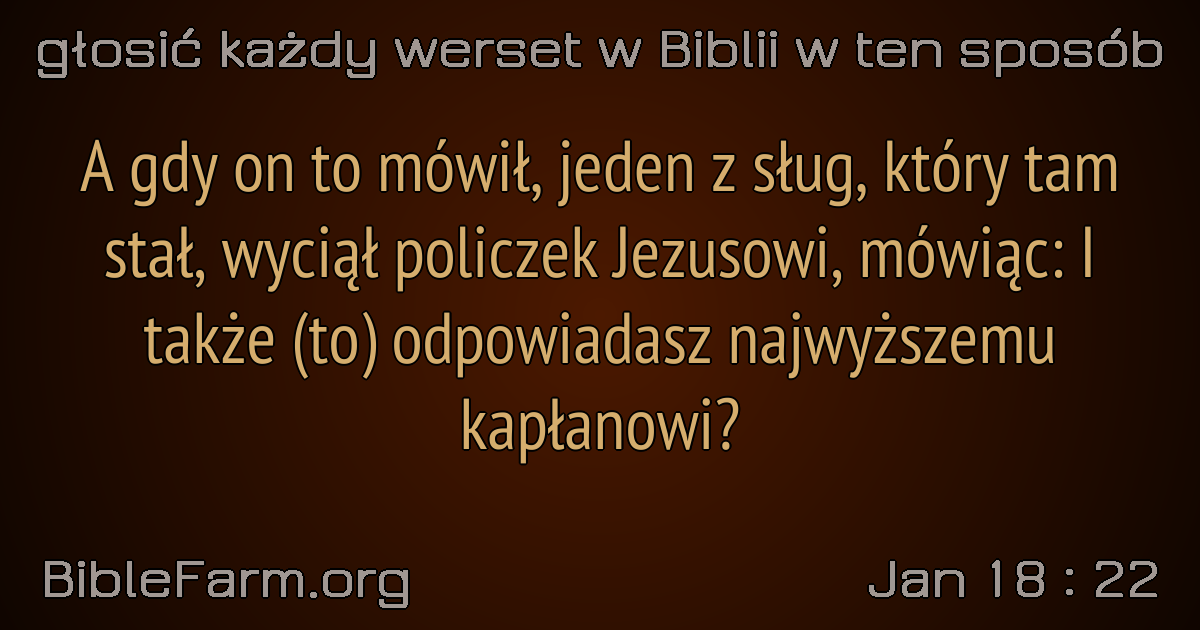 głosić każdy werset w Biblii w ten sposób
A gdy on to mówił, jeden z sług, który tam
stał, wyciął policzek Jezusowi, mówiąc: I
także (to) odpowiadasz najwyższemu
kapłanowi?
BibleFarm.org
Jan 18 : 22